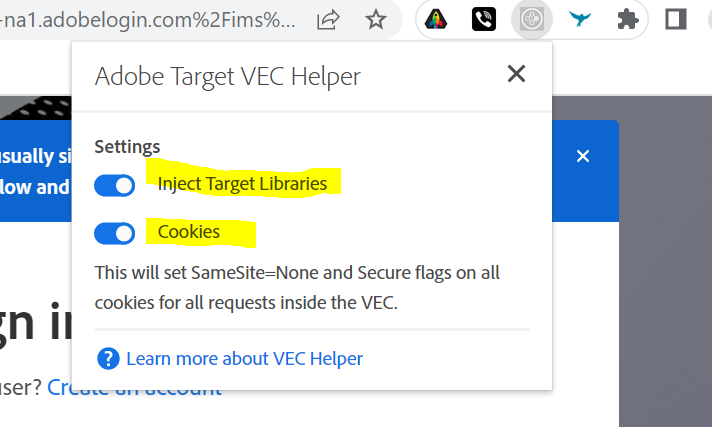 -na1.adobelogin.com%2Fims%...
Adobe Target VEC Helper
usually si
low and
Settings
Inject Target Libraries
Cookies
This will set SameSite=None and Secure flags on all
cookies for all requests inside the VEC.
gn in
Learn more about VEC Helper
user? Create an account